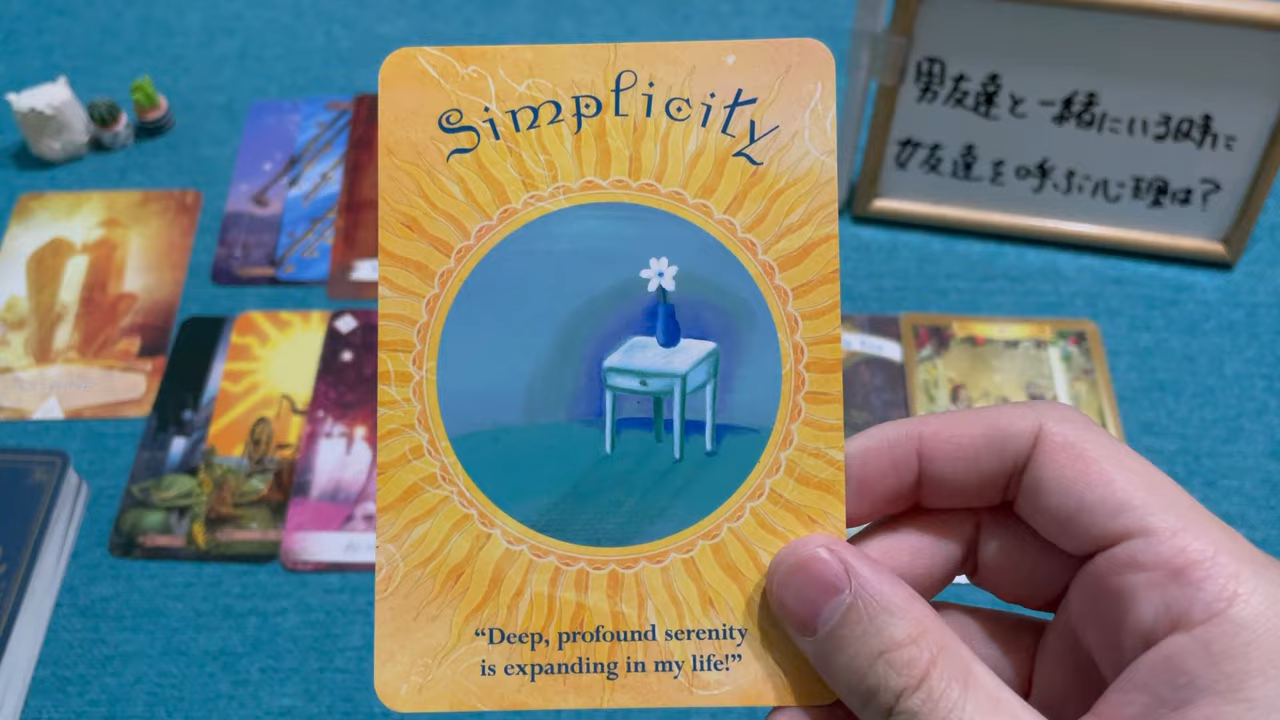 Simplicity
“Deep, profound serenity
is expanding in my life!”
男友達と一緒にいる時に
女友達を呼ぶ心理は?